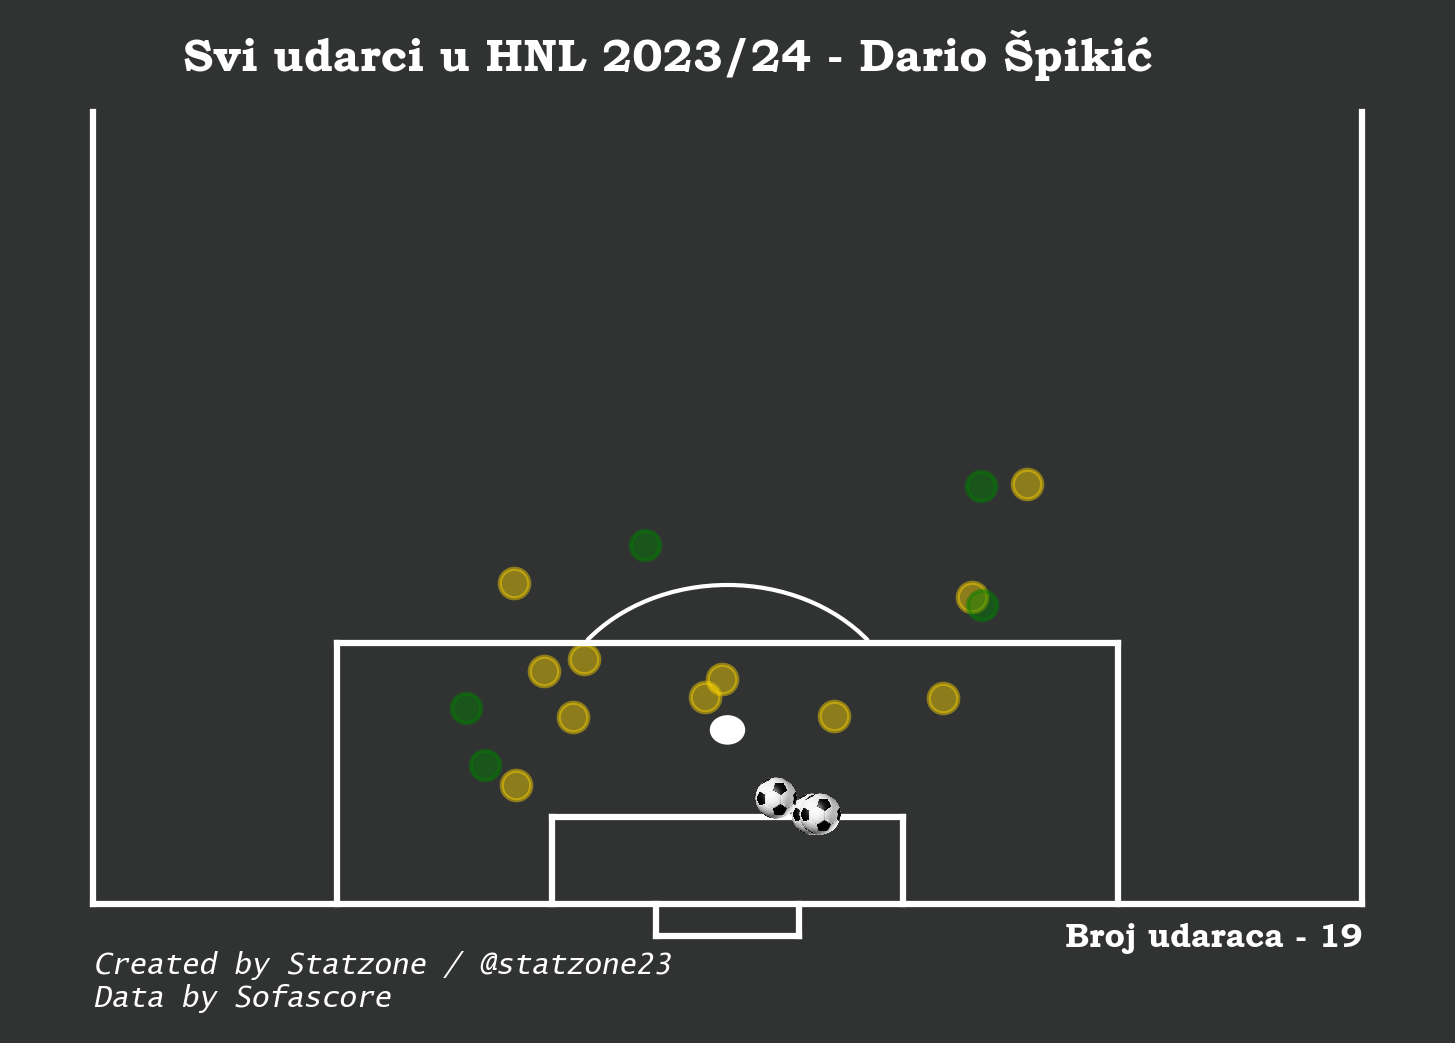 Svi udarci u HNL 2023/24 - Dario Špikić
Broj udaraca - 19
Created by Statzone / @statzone23
Data by Sofascore